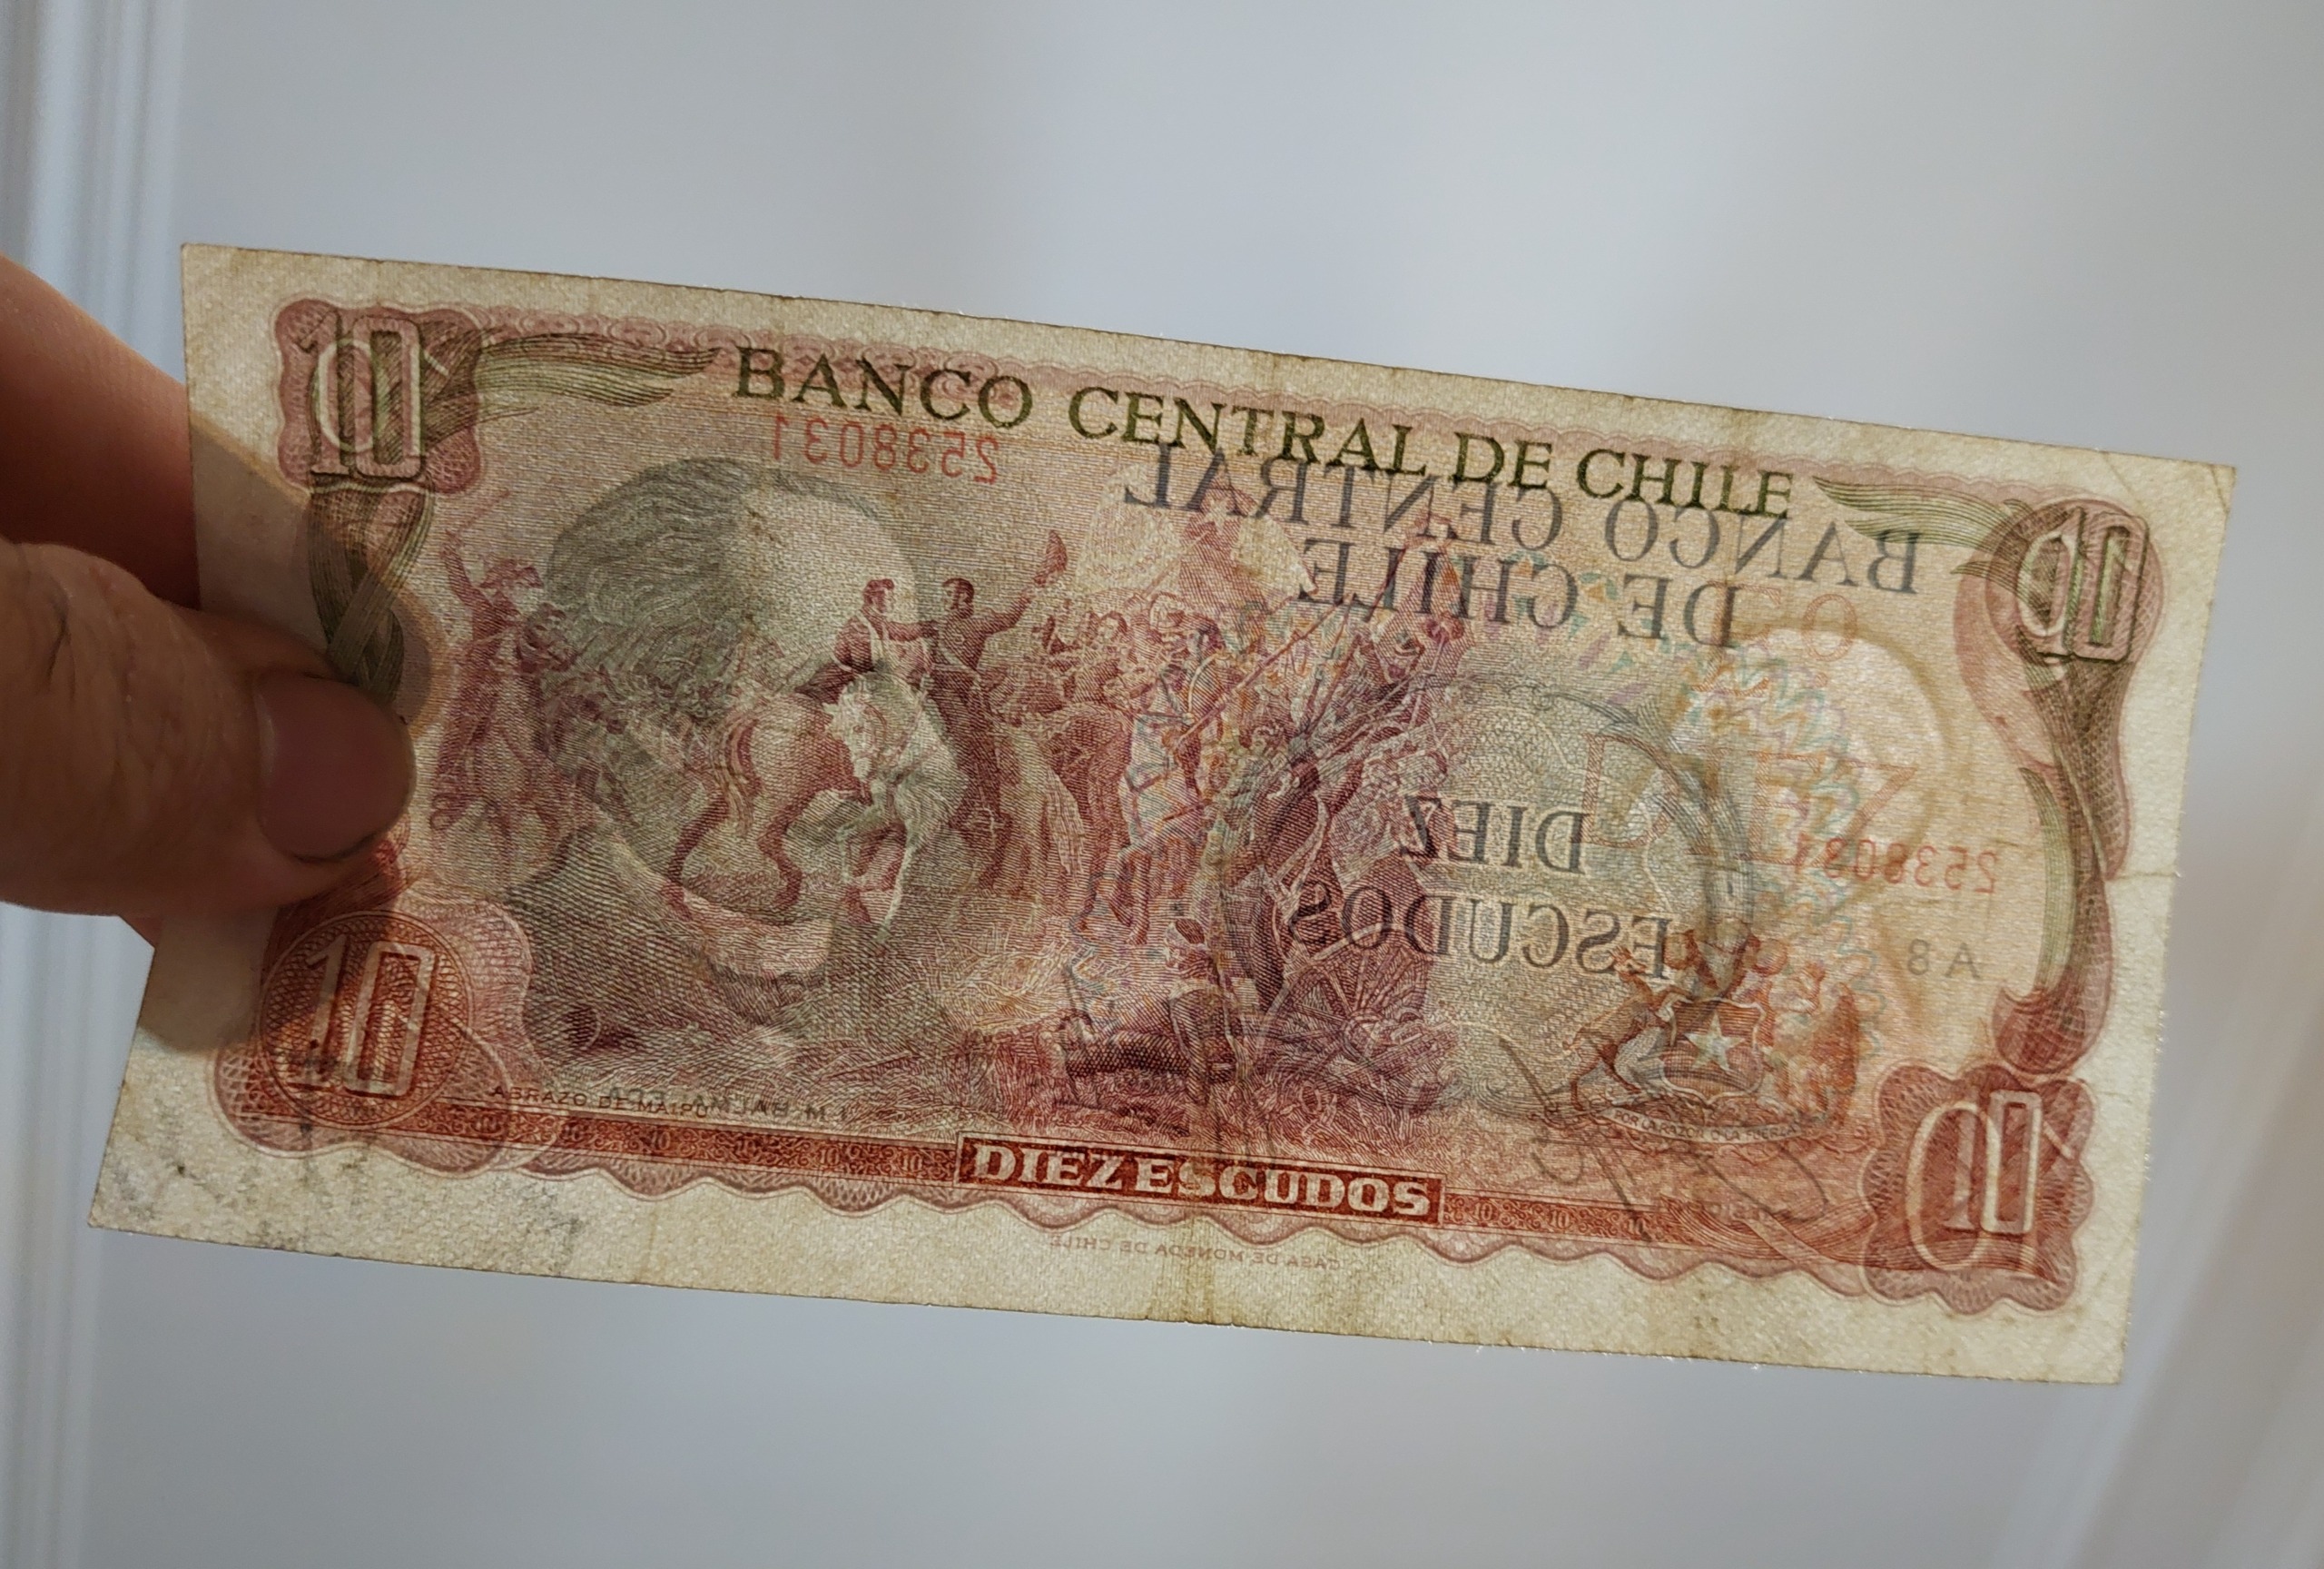 10
BANCO CENTRAL DE CHILE
10
2538031
BANCO CENTRAL
DE CHILE
DIEZ
ESCUDOS
2538031
A 8
10
ABRAZO DE MAIPU
DIEZ ESCUDOS
10
CASA DE MONEDA DE CHILE